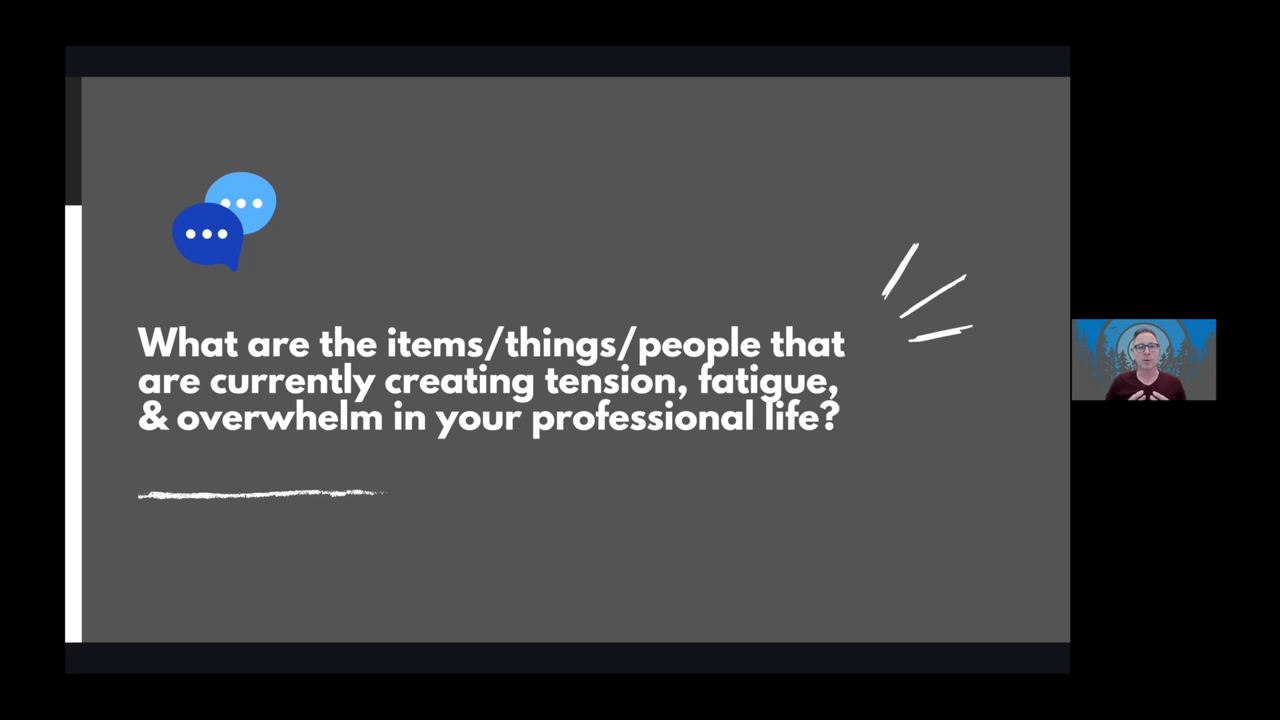 What are the items/things/people that
are currently creating tension, fatigue,
& overwhelm in your professional life?